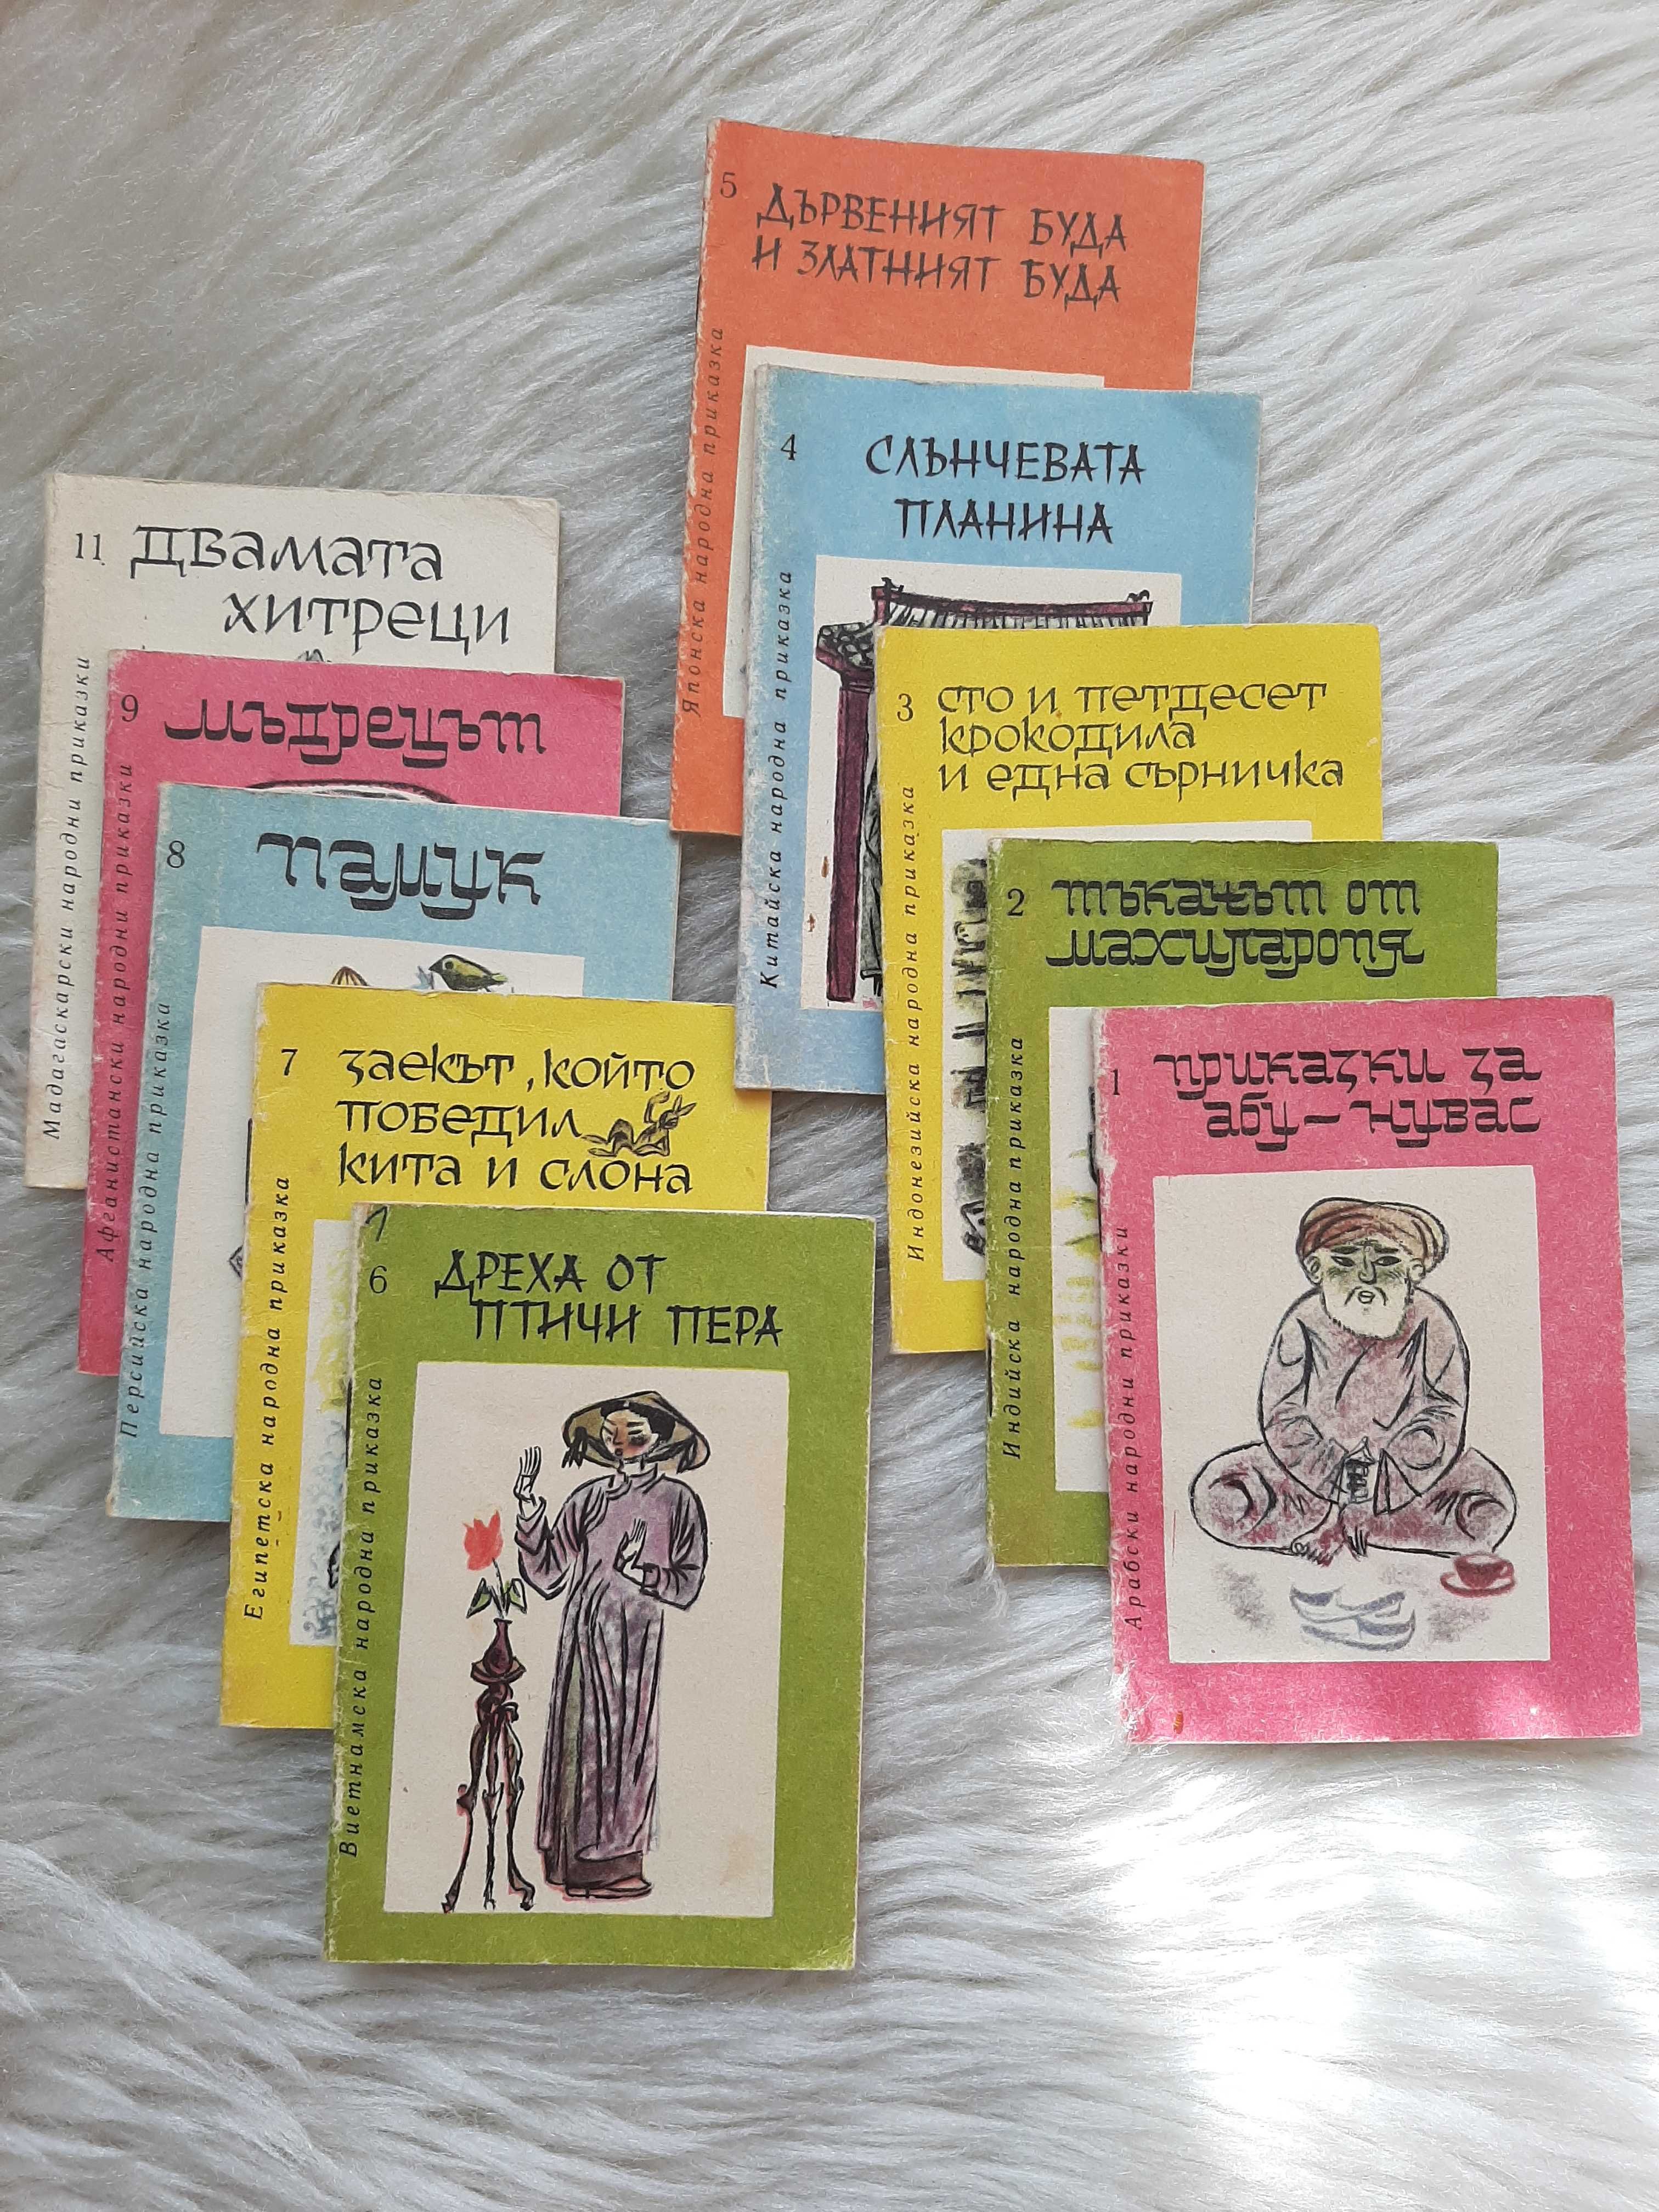 5
ДЪРВЕНИЯТ БУДА
И ЗЛАТНИЯТ БУДА
Японска народна приказка
4
СЛЪНЧЕВАТА
ПЛАНИНА
Китайска народна приказка
3
СТО И ПЕТДЕСЕТ
КРОКОДИЛА
И ЕДНА СЪРНИЧКА
Индонезийска народна приказка
2
ТЪКАЧЪТ ОТ
МАХИЛАРОПЯ
Индийска народна приказка
1
ПРИКАЗКИ ЗА
АБУ-НУВАС
Арабски народни приказки
11
ДВАМАТА
ХИТРЕЦИ
Мадагаскарски народни приказки
9
МЪДРЕЦЪТ
Афганистански народни приказки
8
ПАМУК
Персийска народна приказка
7
ЗАЕКЪТ, КОЙТО
ПОБЕДИЛ
КИТА И СЛОНА
Египетска народна приказка
6
ДРЕХА ОТ
ПТИЧИ ПЕРА
Виетнамска народна приказка